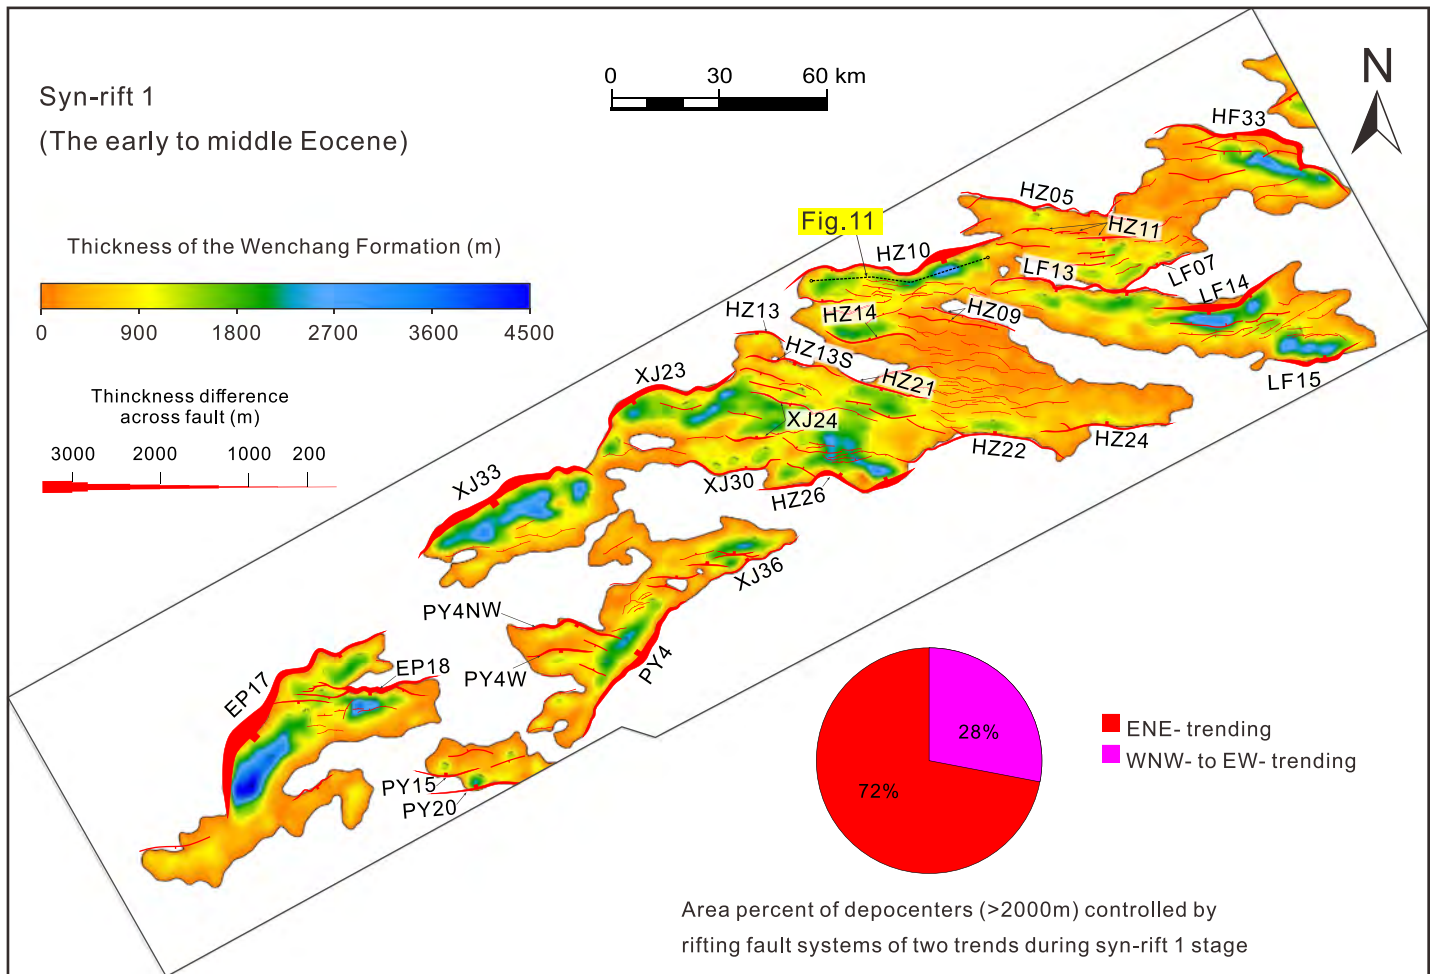 Syn-rift 1
(The early to middle Eocene)
0 30 60 km
N
Thickness of the Wenchang Formation (m)
0 900 1800 2700 3600 4500
Thinckness difference
across fault (m)
3000 2000 1000 200
Fig.11
HF33
HZ05
HZ11
HZ10
LF13
LF07
LF14
HZ13
HZ14
HZ09
HZ13S
HZ21
LF15
XJ23
XJ24
HZ22
HZ24
XJ33
XJ30
HZ26
XJ36
PY4NW
PY4W
PY4
EP17
EP18
PY15
PY20
28%
72%
ENE- trending
WNW- to EW- trending
Area percent of depocenters (>2000m) controlled by
rifting fault systems of two trends during syn-rift 1 stage